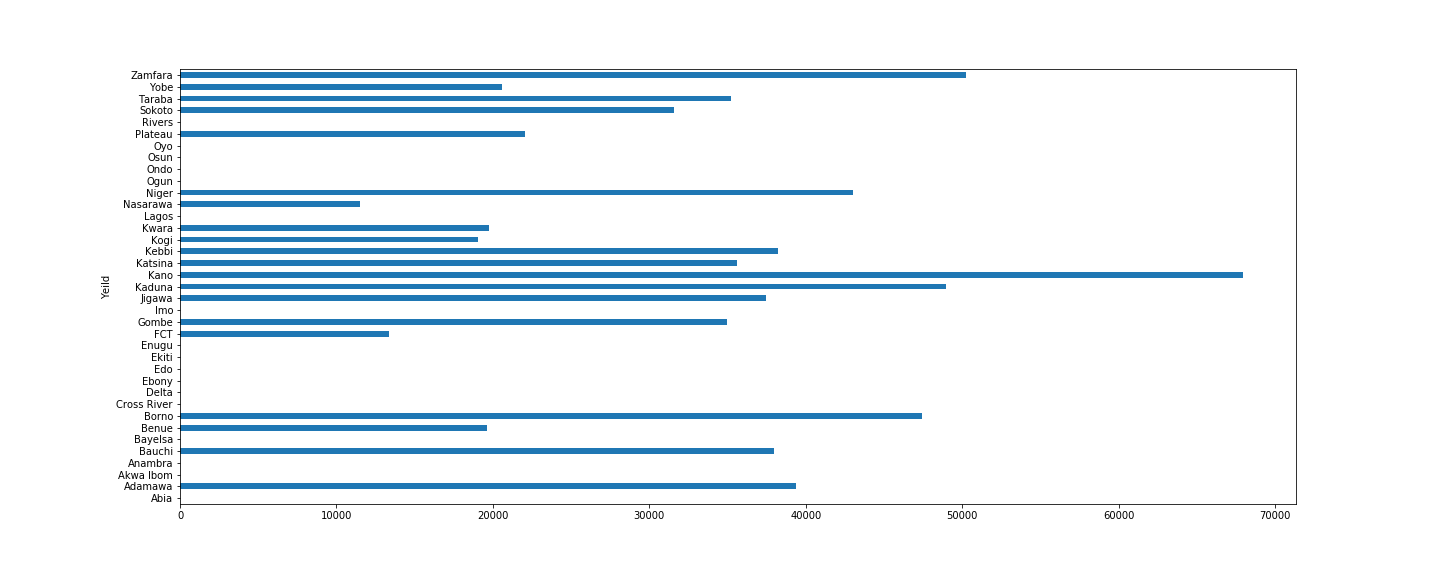 Zamfara
Yobe
Taraba
Sokoto
Rivers
Plateau
Oyo
Osun
Ondo
Ogun
Niger
Nasarawa
Lagos
Kwara
Kogi
Kebbi
Katsina
Kano
Kaduna
Jigawa
Imo
Gombe
FCT
Enugu
Ekiti
Edo
Ebony
Delta
Cross River
Borno
Benue
Bayelsa
Bauchi
Anambra
Akwa Ibom
Adamawa
Abia
Yeild
0 10000 20000 30000 40000 50000 60000 70000